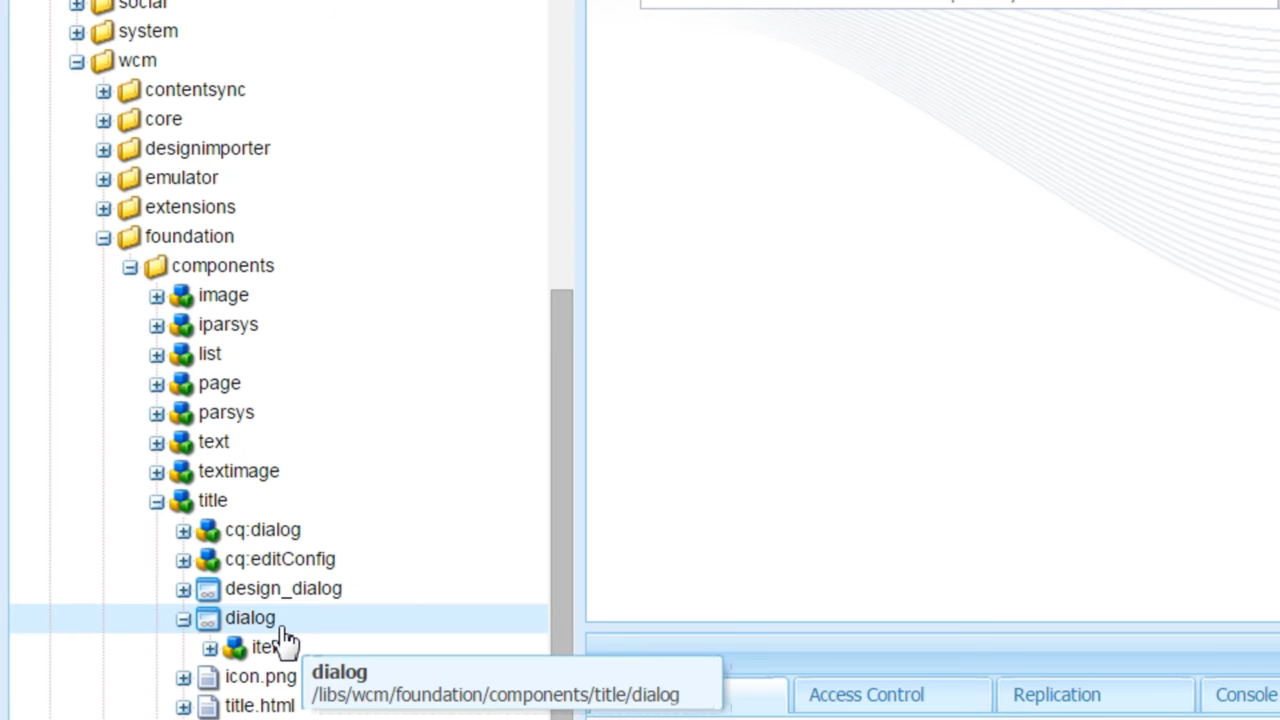 social
system
wcm
contentsync
core
designimporter
emulator
extensions
foundation
components
image
iparsys
list
page
parsys
text
textimage
title
cq:dialog
cq:editConfig
design_dialog
dialog
icon.png
dialog
/libs/wcm/foundation/components/title/dialog
title.html
Access Control
Replication
Console